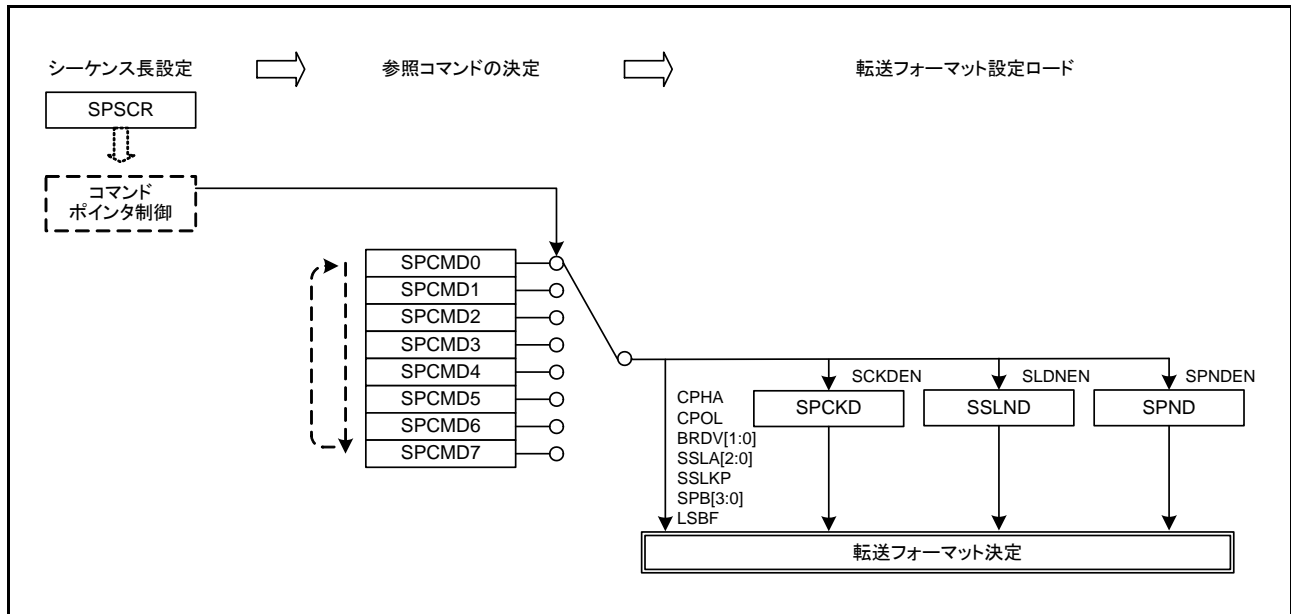 シーケンス長設定
参照コマンドの決定
転送フォーマット設定ロード
SPSCR
コマンド
ポインタ制御
SPCMD0
SPCMD1
SPCMD2
SPCMD3
SPCMD4
SPCMD5
SPCMD6
SPCMD7
CPHA
CPOL
BRDV[1:0]
SSLA[2:0]
SSLKP
SPB[3:0]
LSBF
SCKDEN
SPCKD
SLDNEN
SSLND
SPNDEN
SPND
転送フォーマット決定